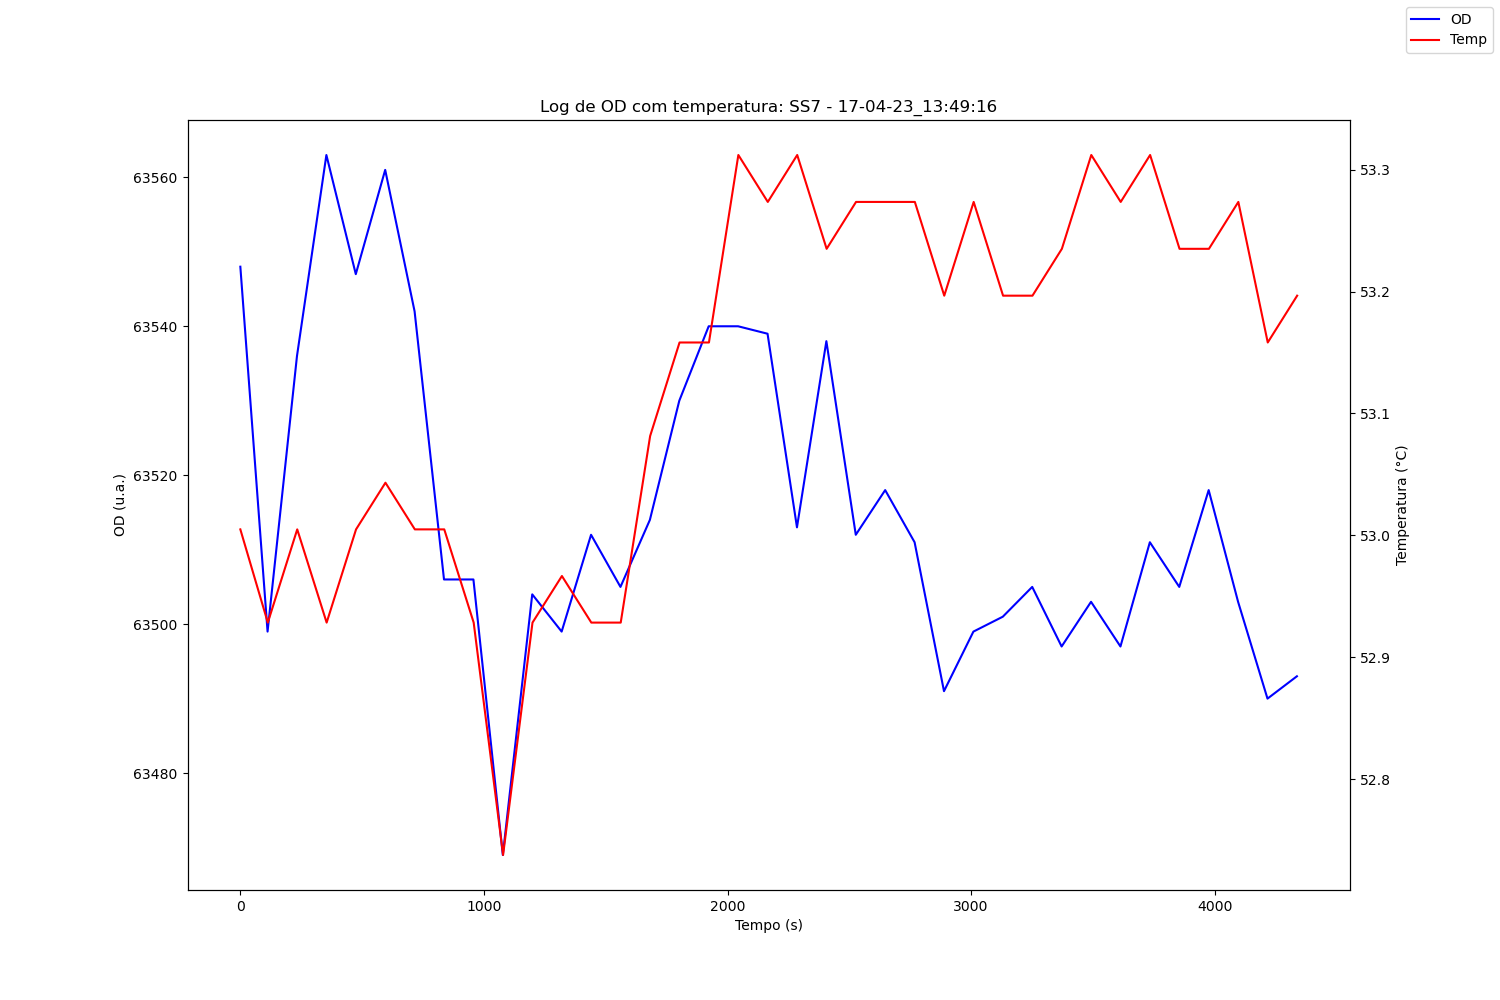 OD
Temp
Log de OD com temperatura: SS7 - 17-04-23_13:49:16
63560
63540
63520
63500
63480
OD (u.a.)
53.3
53.2
53.1
53.0
52.9
52.8
Temperatura (°C)
0 1000 2000 3000 4000
Tempo (s)